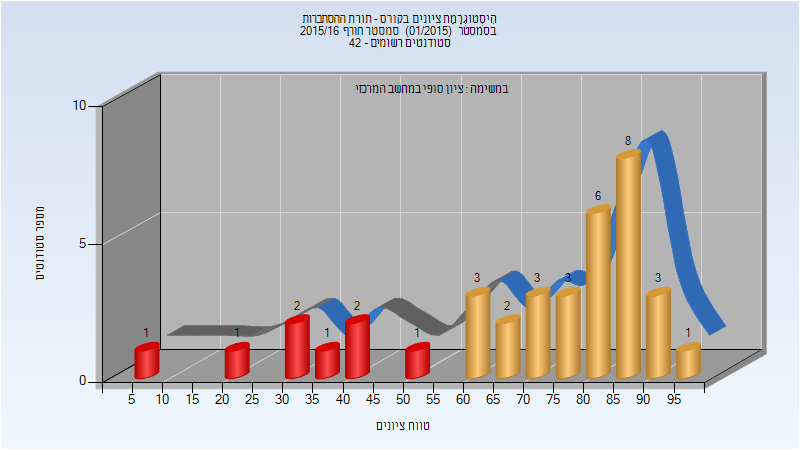 היסטוגרמת ציונים בקורס - תורת ההסתברות
בסמסטר (01/2015) סמסטר חורף 2015/16
סטודנטים רשומים - 42
במשימה : ציון סופי במחשב המרכזי
מספר סטודנטים
10
5
0
1
1
2
1
2
1
3
2
3
3
6
8
3
1
5 10 15 20 25 30 35 40 45 50 55 60 65 70 75 80 85 90 95
טווח ציונים